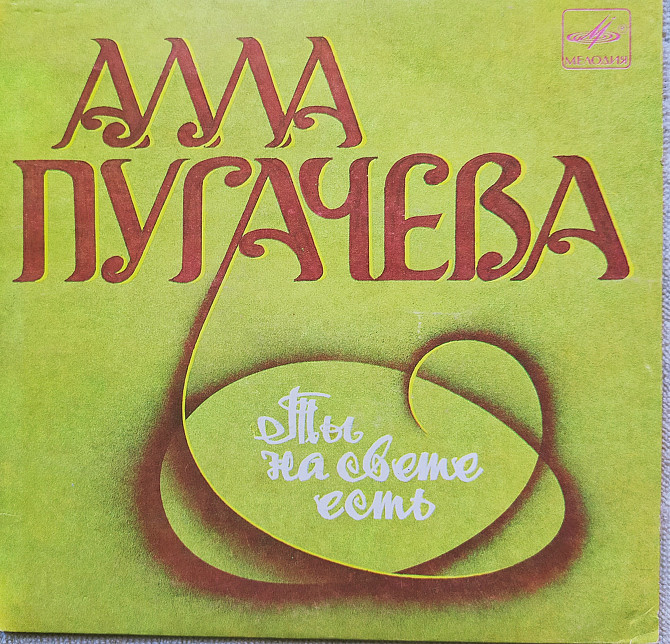 МЕЛОДИЯ
АЛЛА
ПУГАЧЕВА
Ты
на свете
есть